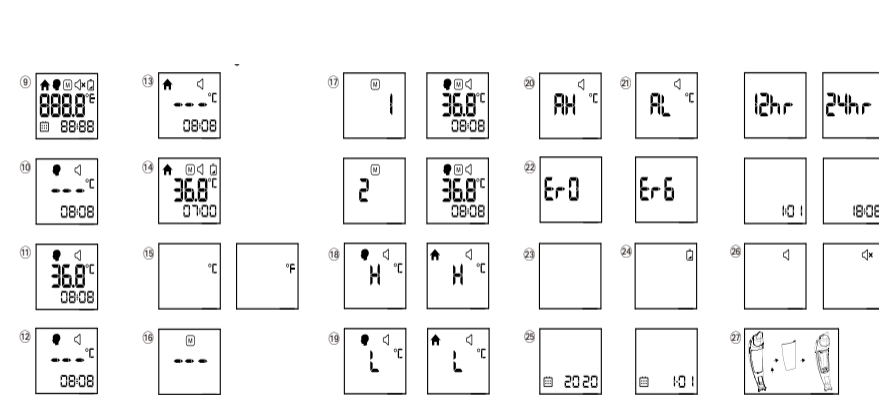 ⑨
M
888.8 °F
88:88
⑩
--- °C
08:08
⑪
36.8 °C
08:08
⑫
--- °C
08:08
⑬
--- °C
08:08
⑭
M
36.8 °C
07:00
⑮
°C
°F
⑯
M
---
⑰
M
1
M
36.8 °C
08:08
M
2
M
36.8 °C
08:08
⑱
H °C
H °C
⑲
L °C
L °C
⑳
AH °C
㉑
AL °C
㉒
Er0
Er6
㉓
㉔
㉕
2020
1:01
12hr
24hr
1:01
18:08
㉖
㉗